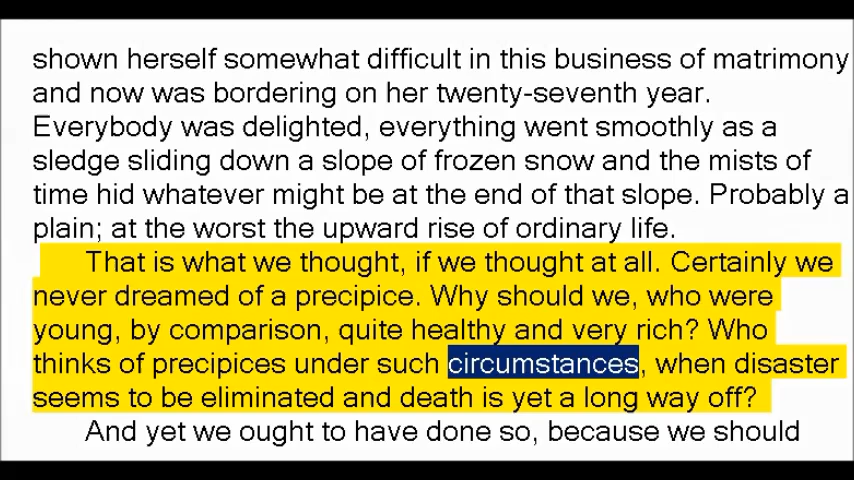 shown herself somewhat difficult in this business of matrimony
and now was bordering on her twenty-seventh year.
Everybody was delighted, everything went smoothly as a
sledge sliding down a slope of frozen snow and the mists of
time hid whatever might be at the end of that slope. Probably a
plain; at the worst the upward rise of ordinary life.
That is what we thought, if we thought at all. Certainly we
never dreamed of a precipice. Why should we, who were
young, by comparison, quite healthy and very rich? Who
thinks of precipices under such circumstances, when disaster
seems to be eliminated and death is yet a long way off?
And yet we ought to have done so, because we should